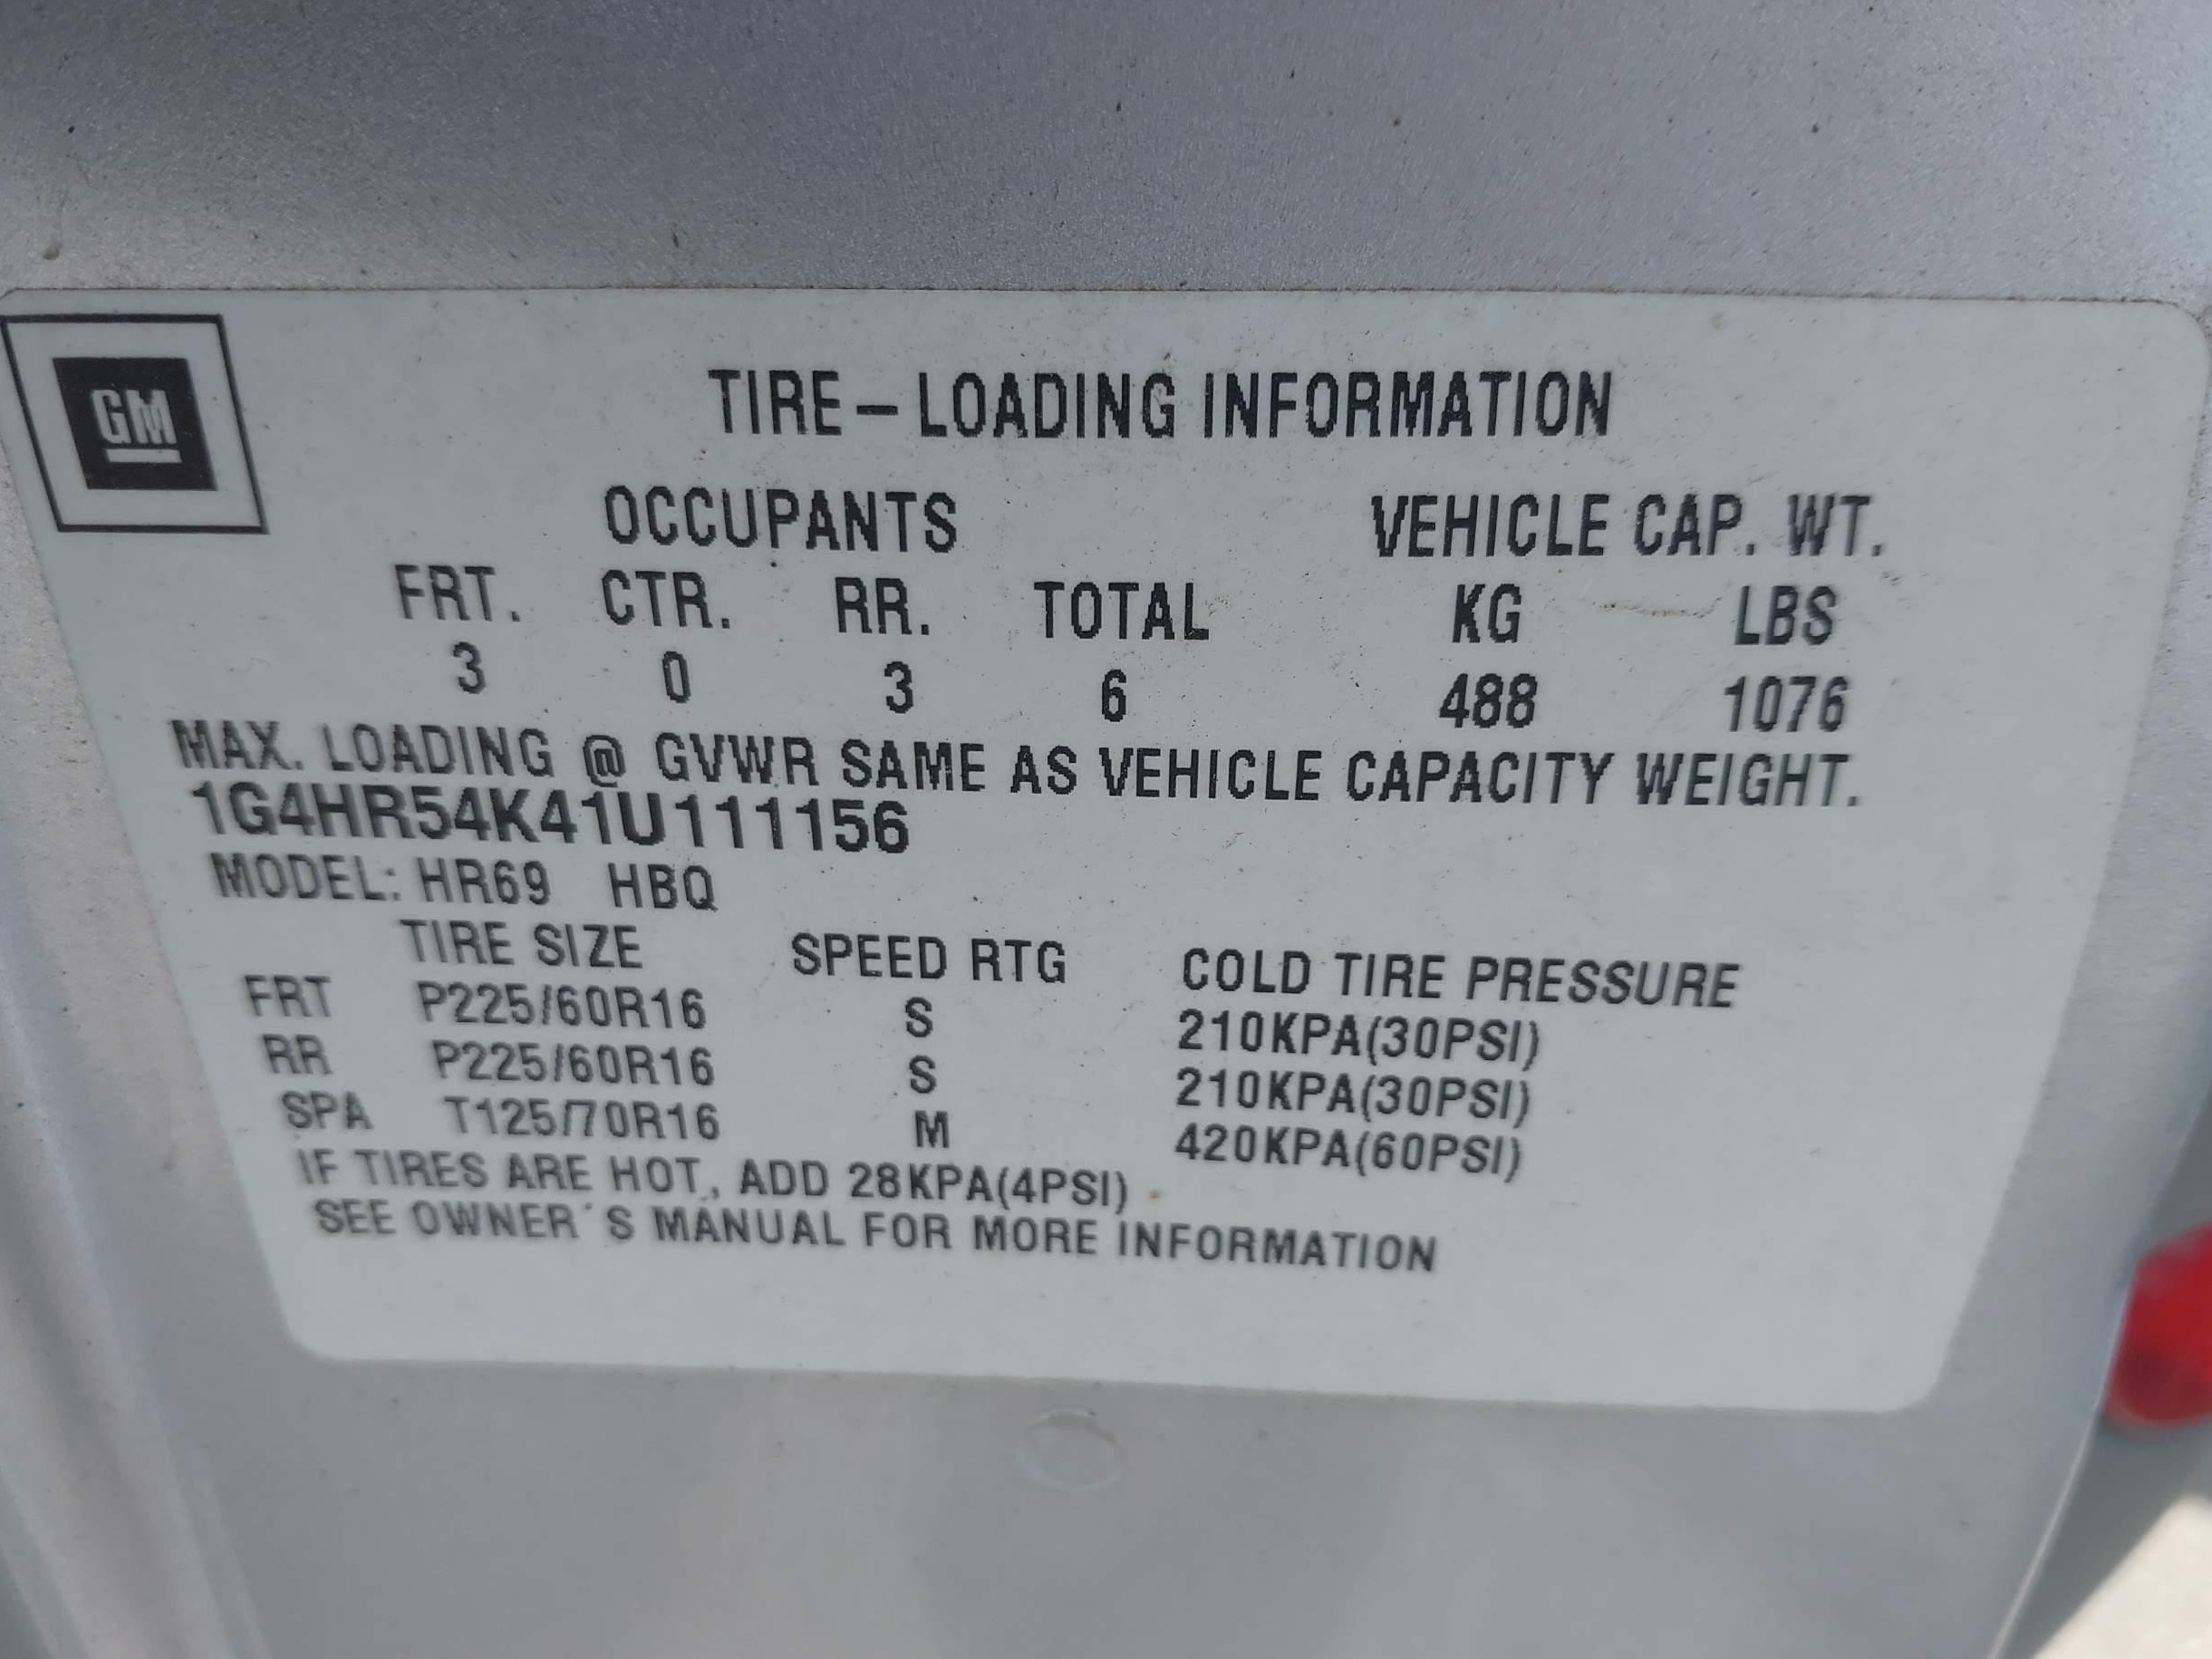 GM
TIRE – LOADING INFORMATION
OCCUPANTS VEHICLE CAP. WT.
FRT. CTR. RR. TOTAL KG LBS
3 0 3 6 488 1076
MAX. LOADING @ GVWR SAME AS VEHICLE CAPACITY WEIGHT.
1G4HR54K41U111156
MODEL: HR69 HBQ
TIRE SIZE SPEED RTG COLD TIRE PRESSURE
FRT P225/60R16 S 210KPA(30PSI)
RR P225/60R16 S 210KPA(30PSI)
SPA T125/70R16 M 420KPA(60PSI)
IF TIRES ARE HOT, ADD 28KPA(4PSI)
SEE OWNER´S MANUAL FOR MORE INFORMATION